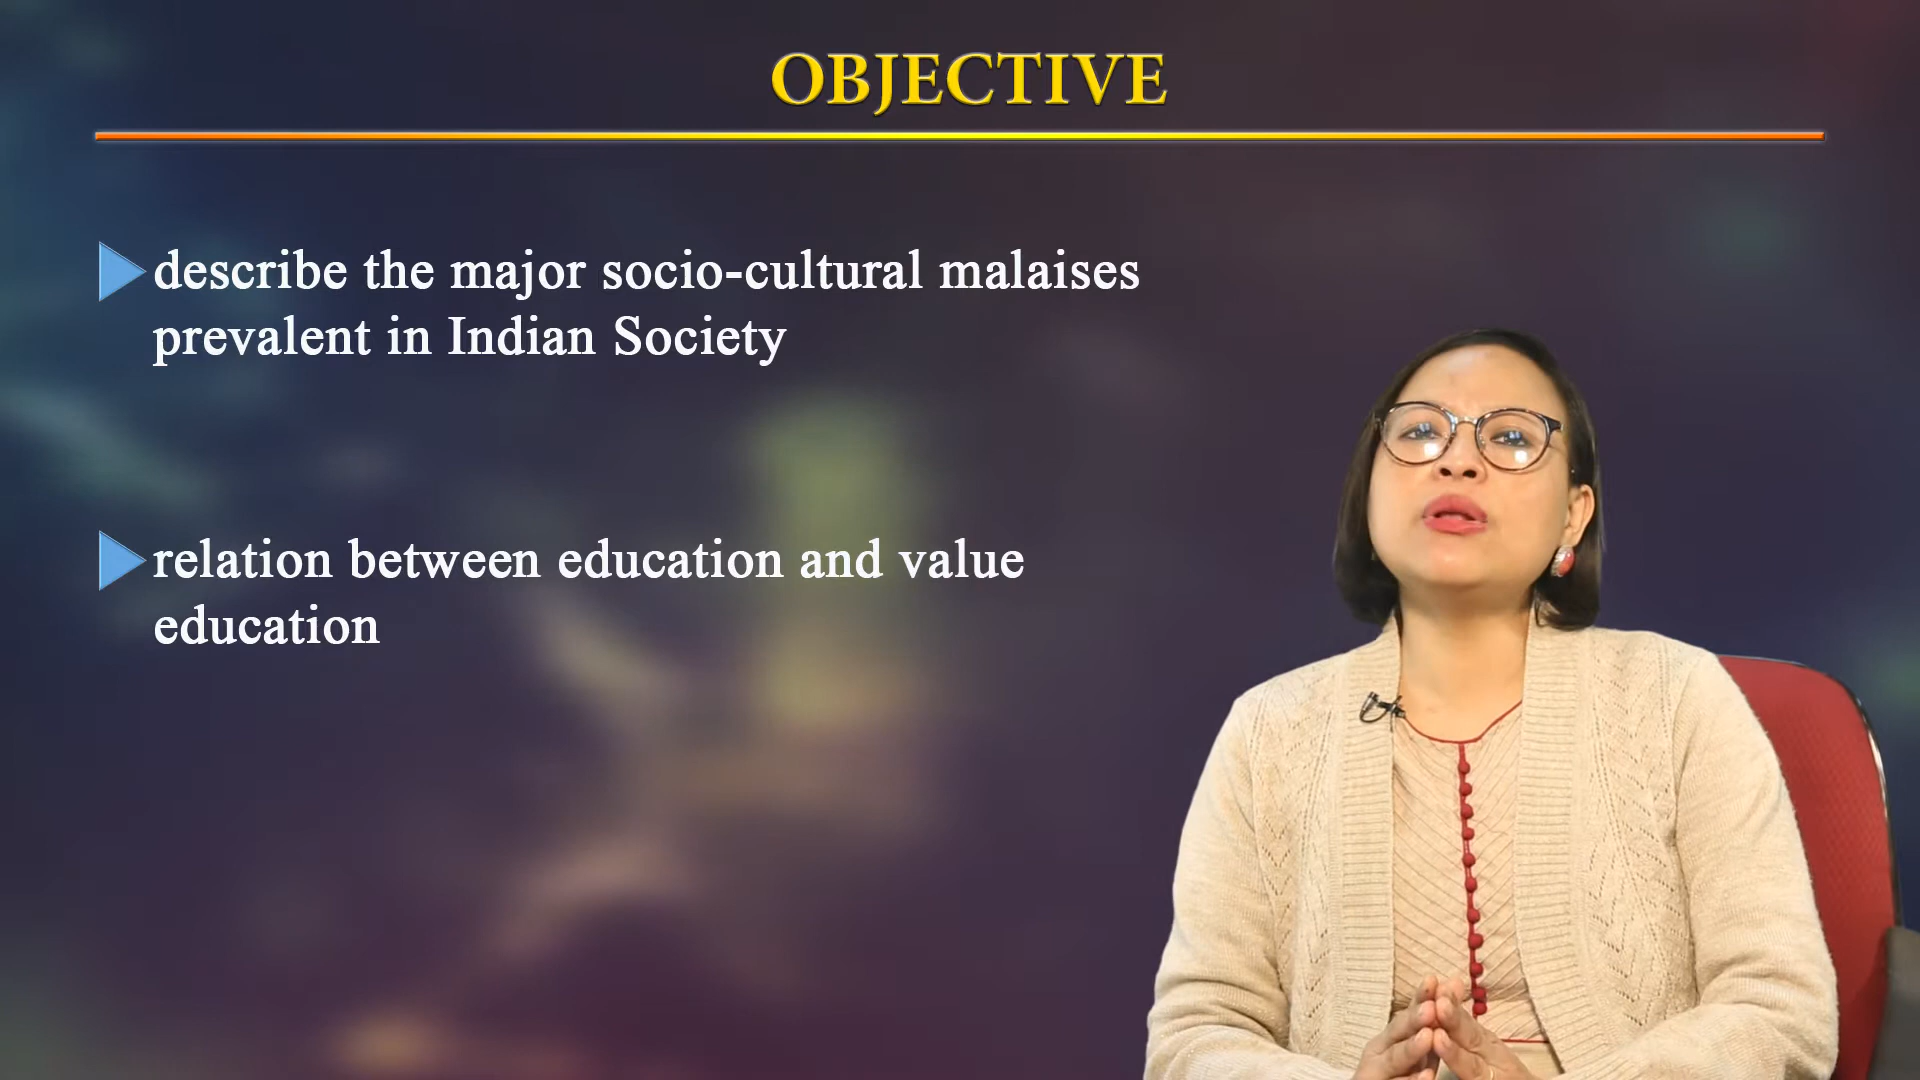 OBJECTIVE
describe the major socio-cultural malaises
prevalent in Indian Society
relation between education and value
education